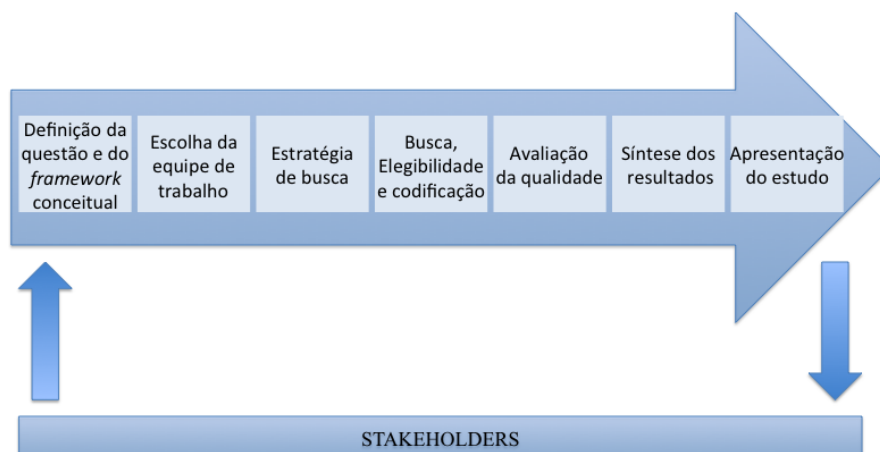 Definição da
questão e do
framework
conceitual
Escolha da
equipe de
trabalho
Estratégia
de busca
Busca,
Elegibilidade
e codificação
Avaliação
da qualidade
Síntese dos
resultados
Apresentação
do estudo
STAKEHOLDERS